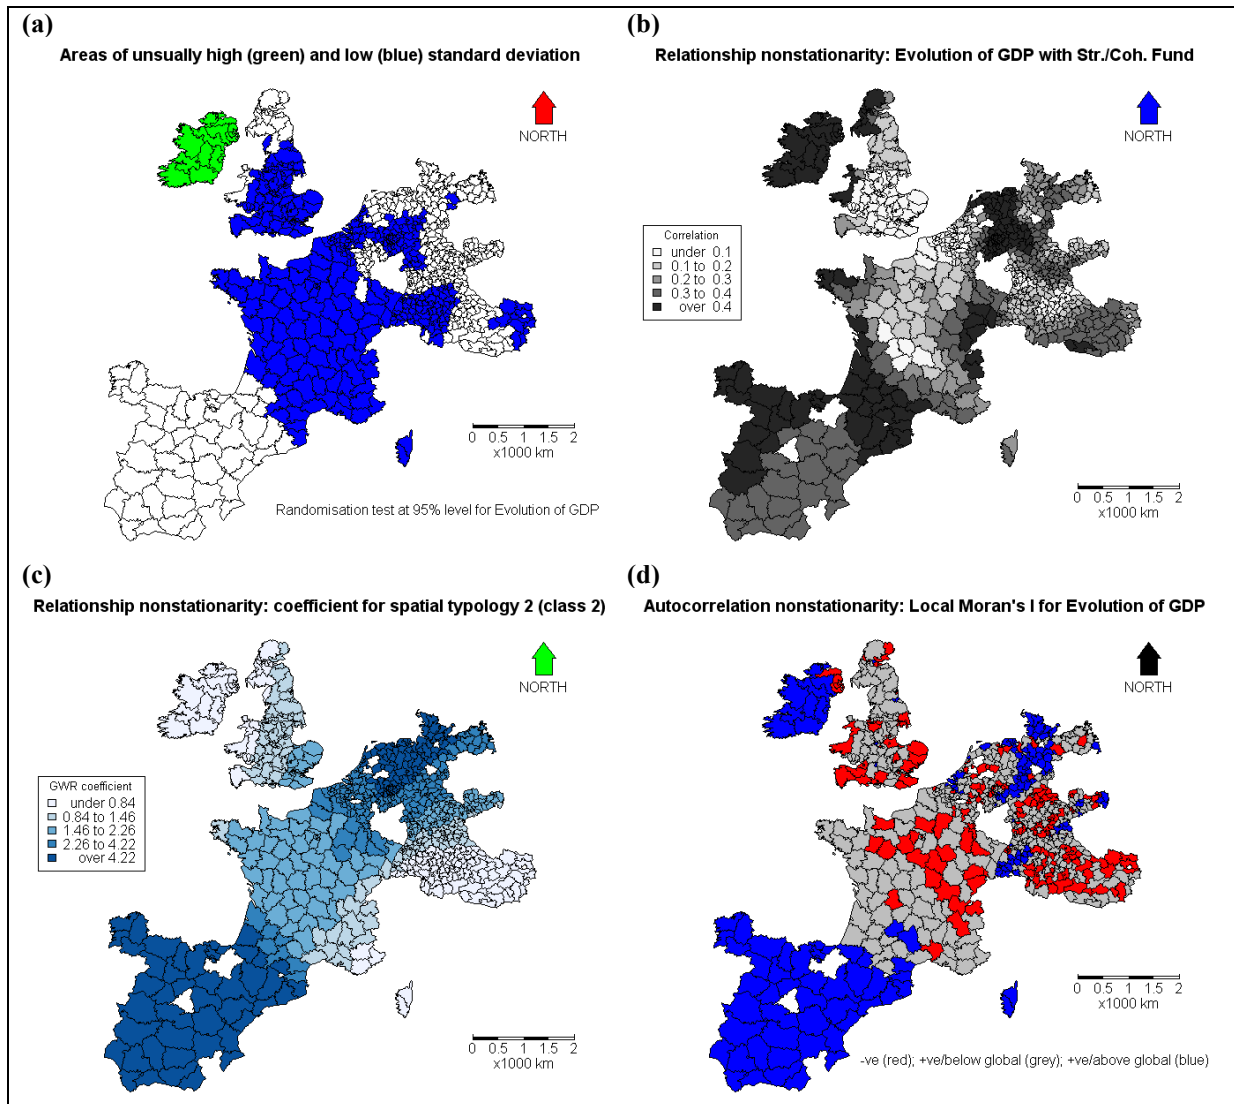 (a)
Areas of unsually high (green) and low (blue) standard deviation
NORTH
0 0.5 1 1.5 2
x1000 km
Randomisation test at 95% level for Evolution of GDP
(b)
Relationship nonstationarity: Evolution of GDP with Str./Coh. Fund
NORTH
Correlation
under 0.1
0.1 to 0.2
0.2 to 0.3
0.3 to 0.4
over 0.4
0 0.5 1 1.5 2
x1000 km
(c)
Relationship nonstationarity: coefficient for spatial typology 2 (class 2)
NORTH
GWR coefficient
under 0.84
0.84 to 1.46
1.46 to 2.26
2.26 to 4.22
over 4.22
0 0.5 1 1.5 2
x1000 km
(d)
Autocorrelation nonstationarity: Local Moran's I for Evolution of GDP
NORTH
0 0.5 1 1.5 2
x1000 km
-ve (red); +ve/below global (grey); +ve/above global (blue)